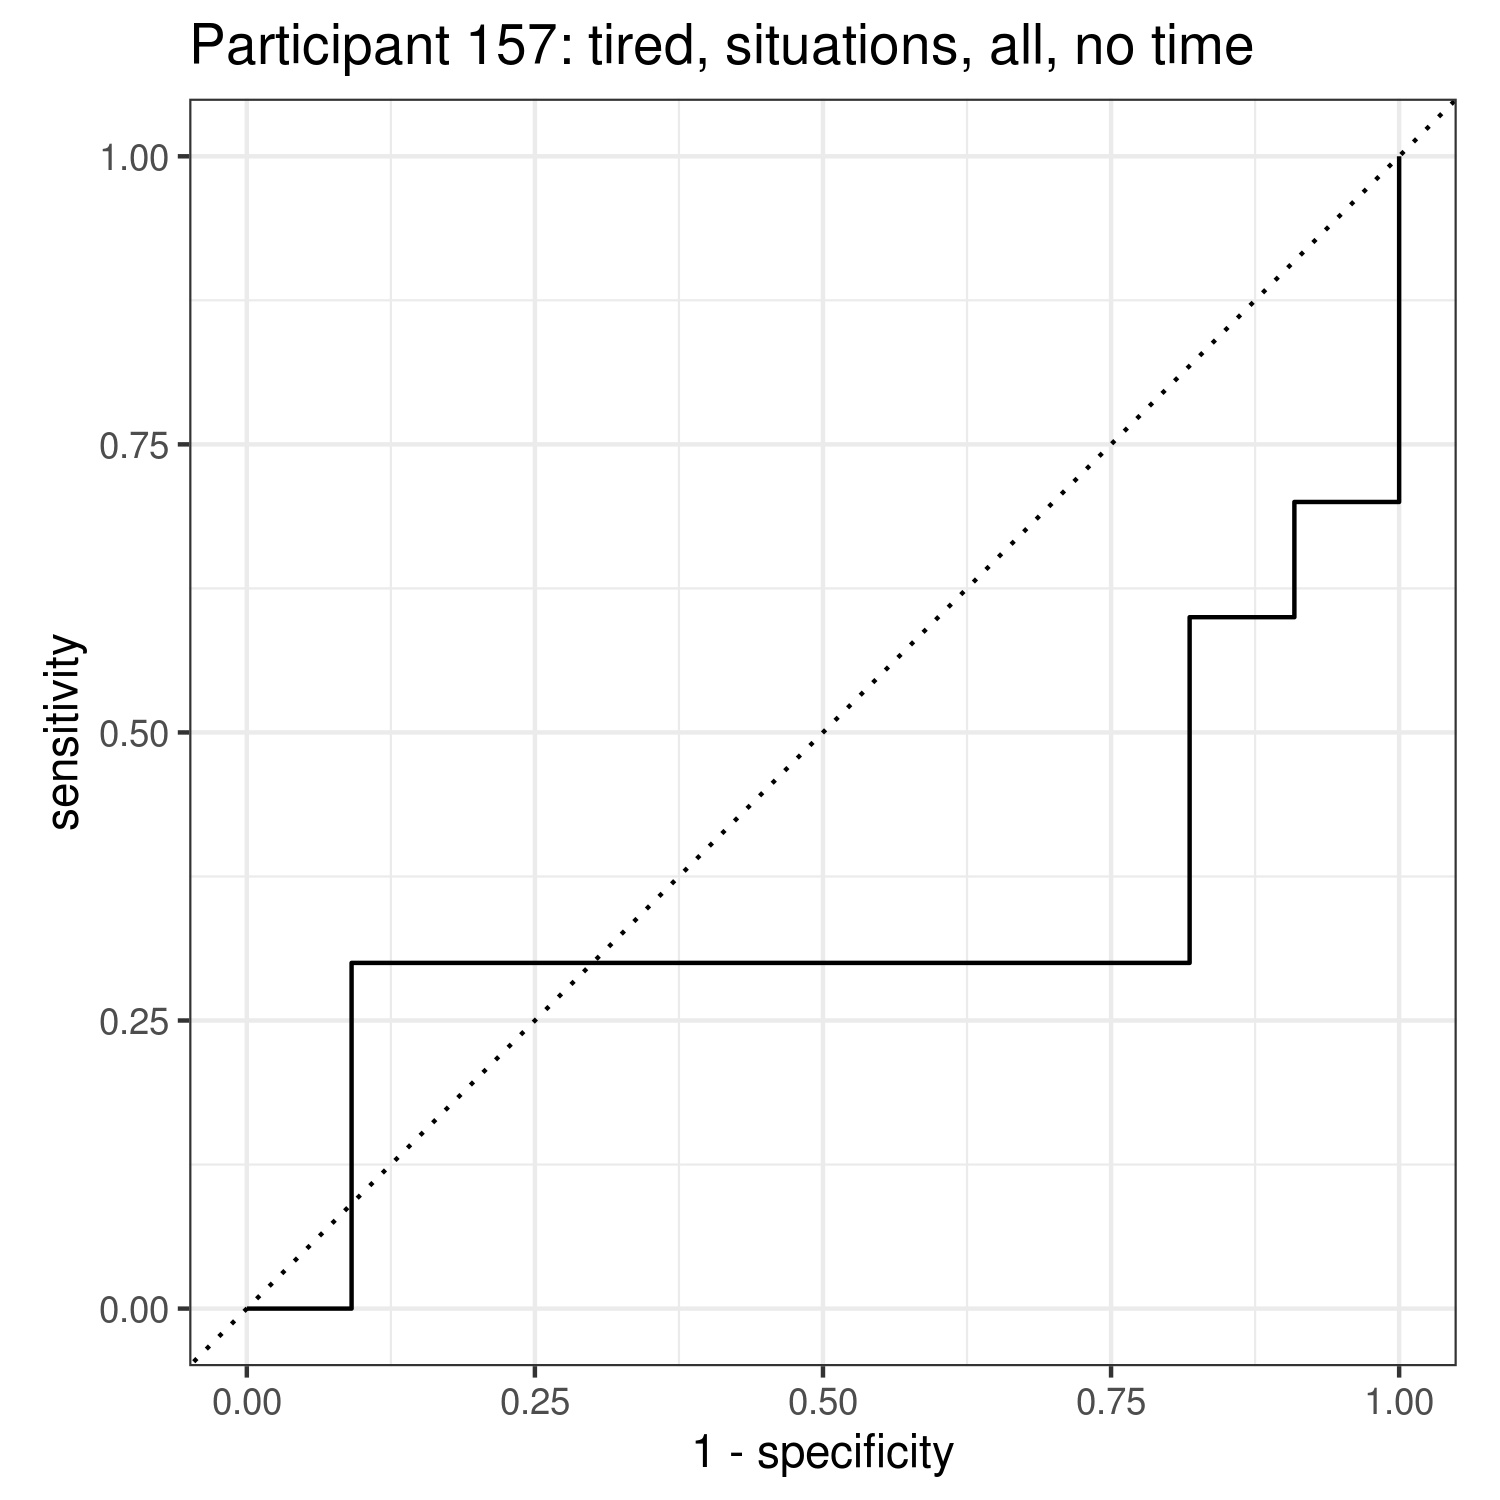 Participant 157: tired, situations, all, no time
1.00
0.75
0.50
0.25
0.00
sensitivity
0.00 0.25 0.50 0.75 1.00
1 - specificity